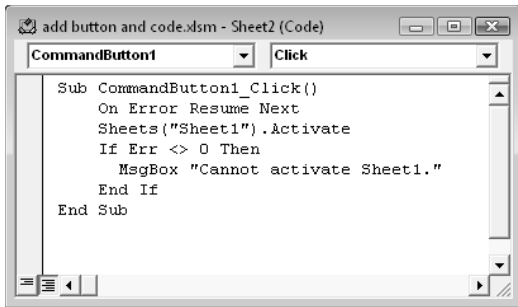 add button and code.xlsm - Sheet2 (Code)
CommandButton1 Click
Sub CommandButton1_Click()
On Error Resume Next
Sheets("Sheet1").Activate
If Err <> 0 Then
MsgBox "Cannot activate Sheet1."
End If
End Sub